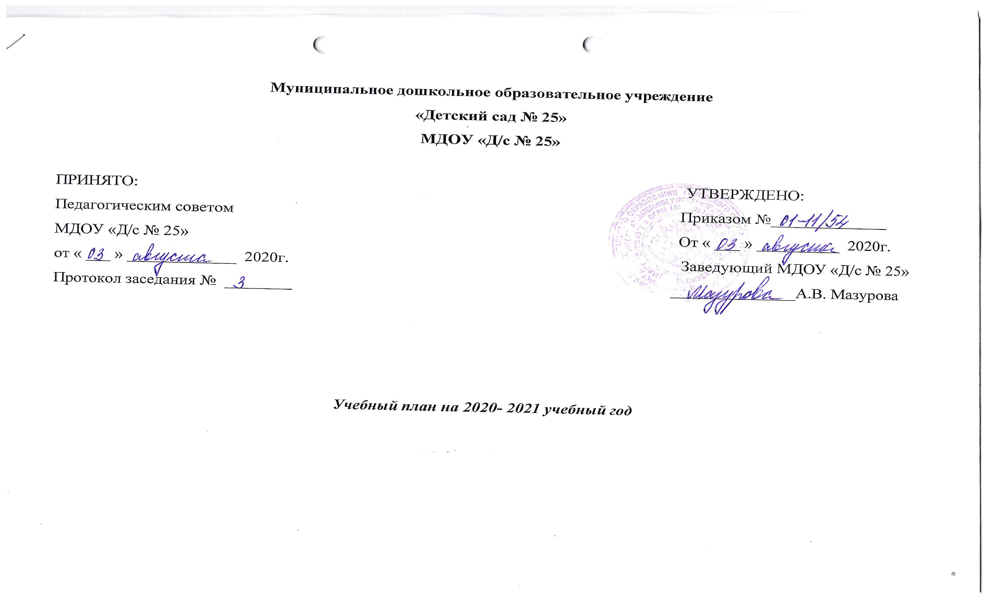 Муниципальное дошкольное образовательное учреждение
«Детский сад № 25»
МДОУ «Д/с № 25»
ПРИНЯТО:
Педагогическим советом
МДОУ «Д/с № 25»
от « 03 » августа 2020г.
Протокол заседания № 3
УТВЕРЖДЕНО:
Приказом № 01-11/54
От « 03 » августа 2020г.
Заведующий МДОУ «Д/с № 25»
Мазурова А.В. Мазурова
Учебный план на 2020- 2021 учебный год